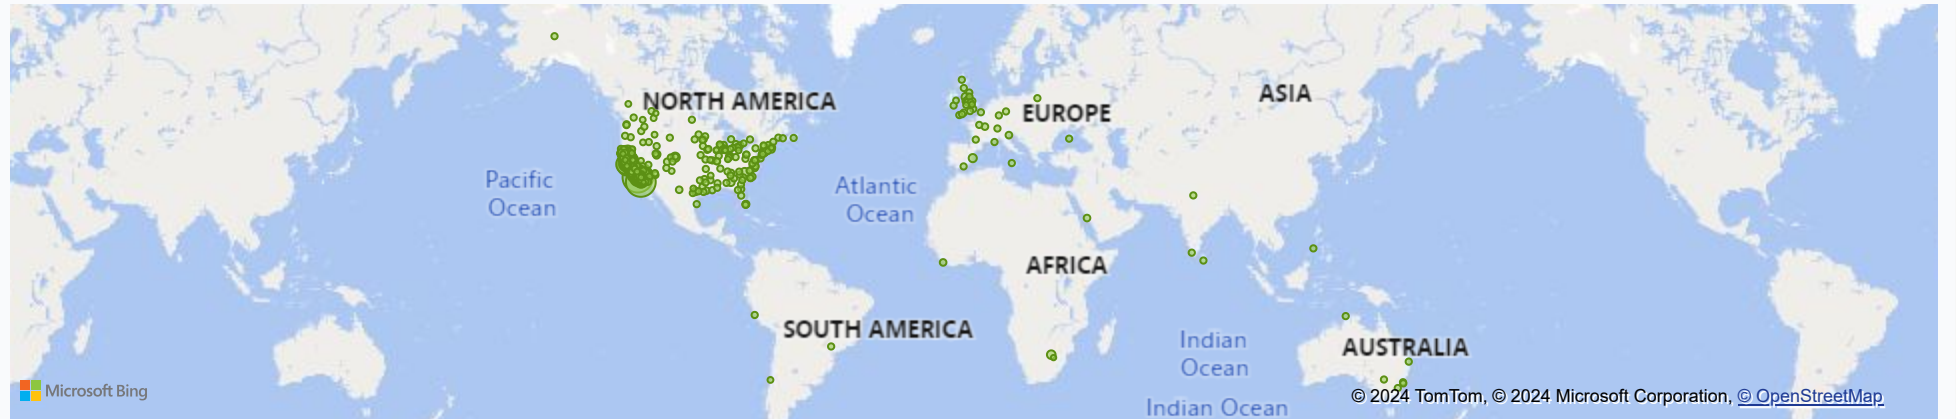 NORTH AMERICA
ASIA
EUROPE
Pacific
Ocean
Atlantic
Ocean
AFRICA
SOUTH AMERICA
Indian
Ocean
AUSTRALIA
Microsoft Bing
© 2024 TomTom, © 2024 Microsoft Corporation, © OpenStreetMap
Indian Ocean